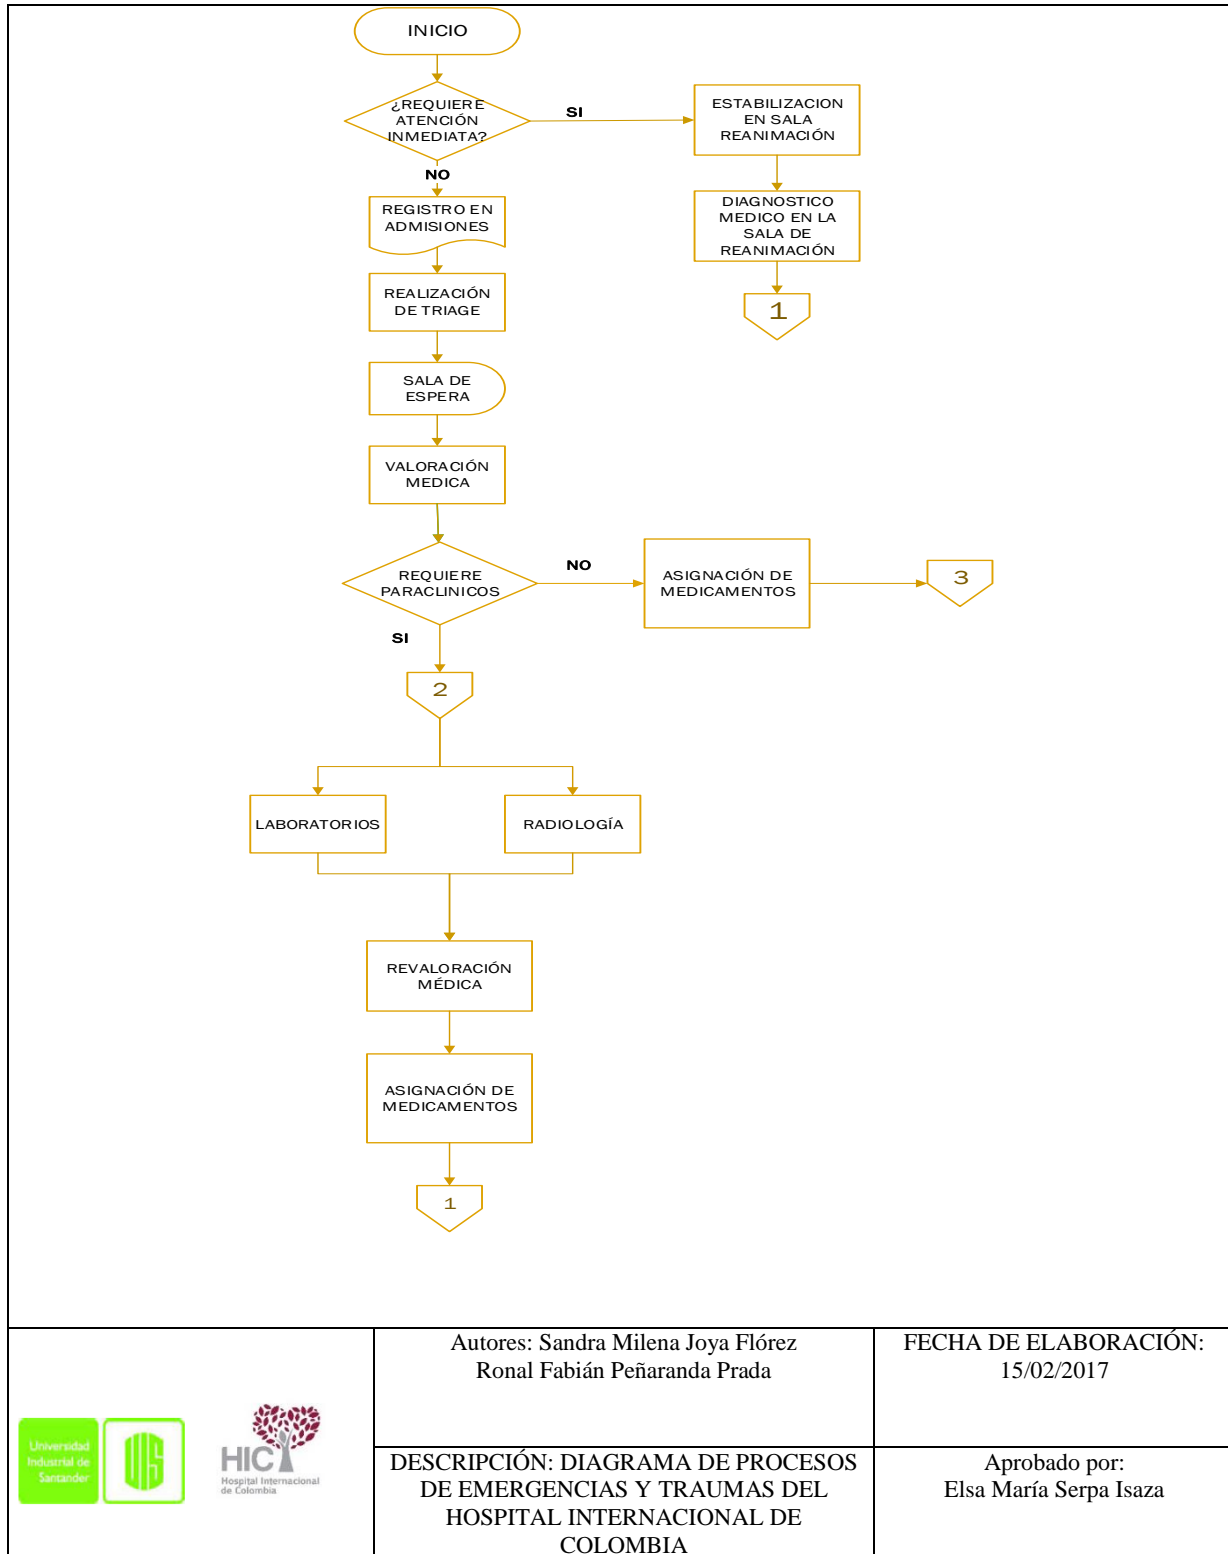 INICIO
¿REQUIERE
ATENCIÓN
INMEDIATA?
SI
ESTABILIZACION
EN SALA
REANIMACIÓN
NO
DIAGNOSTICO
MEDICO EN LA
SALA DE
REANIMACIÓN
1
REGISTRO EN
ADMISIONES
REALIZACIÓN
DE TRIAGE
SALA DE
ESPERA
VALORACIÓN
MEDICA
REQUIERE
PARACLINICOS
NO
ASIGNACIÓN DE
MEDICAMENTOS
3
SI
2
LABORATORIOS
RADIOLOGÍA
REVALORACIÓN
MÉDICA
ASIGNACIÓN DE
MEDICAMENTOS
1
Universidad
Industrial de
Santander
UIS
HIC
Hospital Internacional
de Colombia
Autores: Sandra Milena Joya Flórez
Ronal Fabián Peñaranda Prada
FECHA DE ELABORACIÓN:
15/02/2017
DESCRIPCIÓN: DIAGRAMA DE PROCESOS
DE EMERGENCIAS Y TRAUMAS DEL
HOSPITAL INTERNACIONAL DE
COLOMBIA
Aprobado por:
Elsa María Serpa Isaza